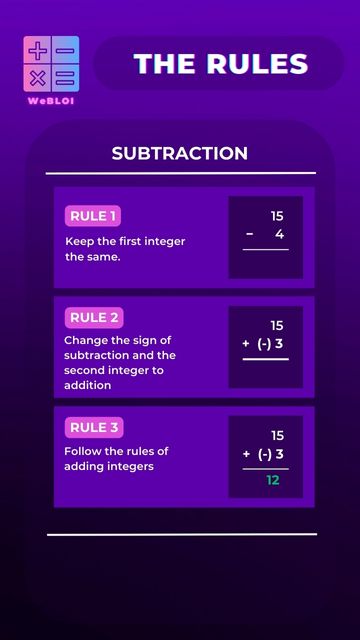 WeBLOI
THE RULES
SUBTRACTION
RULE 1
Keep the first integer
the same.
15
- 4
RULE 2
Change the sign of
subtraction and the
second integer to
addition
15
+ (-) 3
RULE 3
Follow the rules of
adding integers
15
+ (-) 3
12